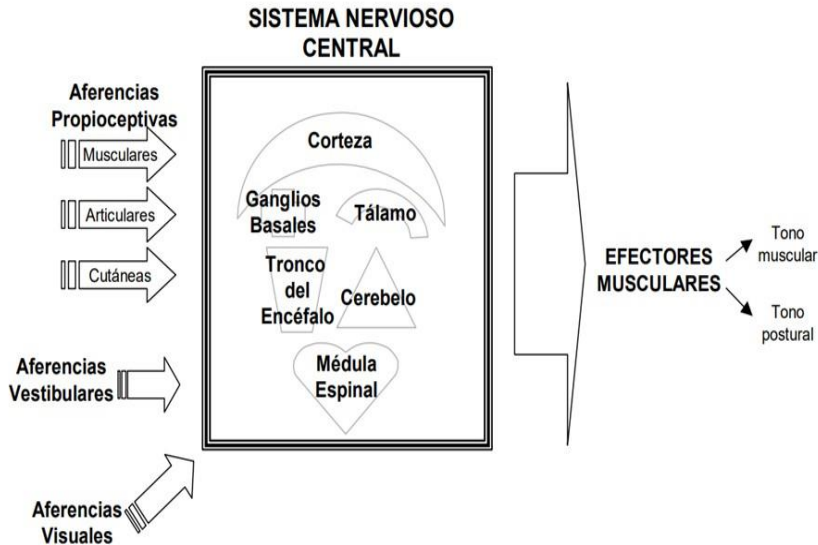 SISTEMA NERVIOSO
CENTRAL
Aferencias
Propioceptivas
Musculares
Articulares
Cutáneas
Aferencias
Vestibulares
Aferencias
Visuales
Corteza
Ganglios
Basales
Tálamo
Tronco
del
Encéfalo
Cerebelo
Médula
Espinal
EFECTORES
MUSCULARES
Tono
muscular
Tono
postural